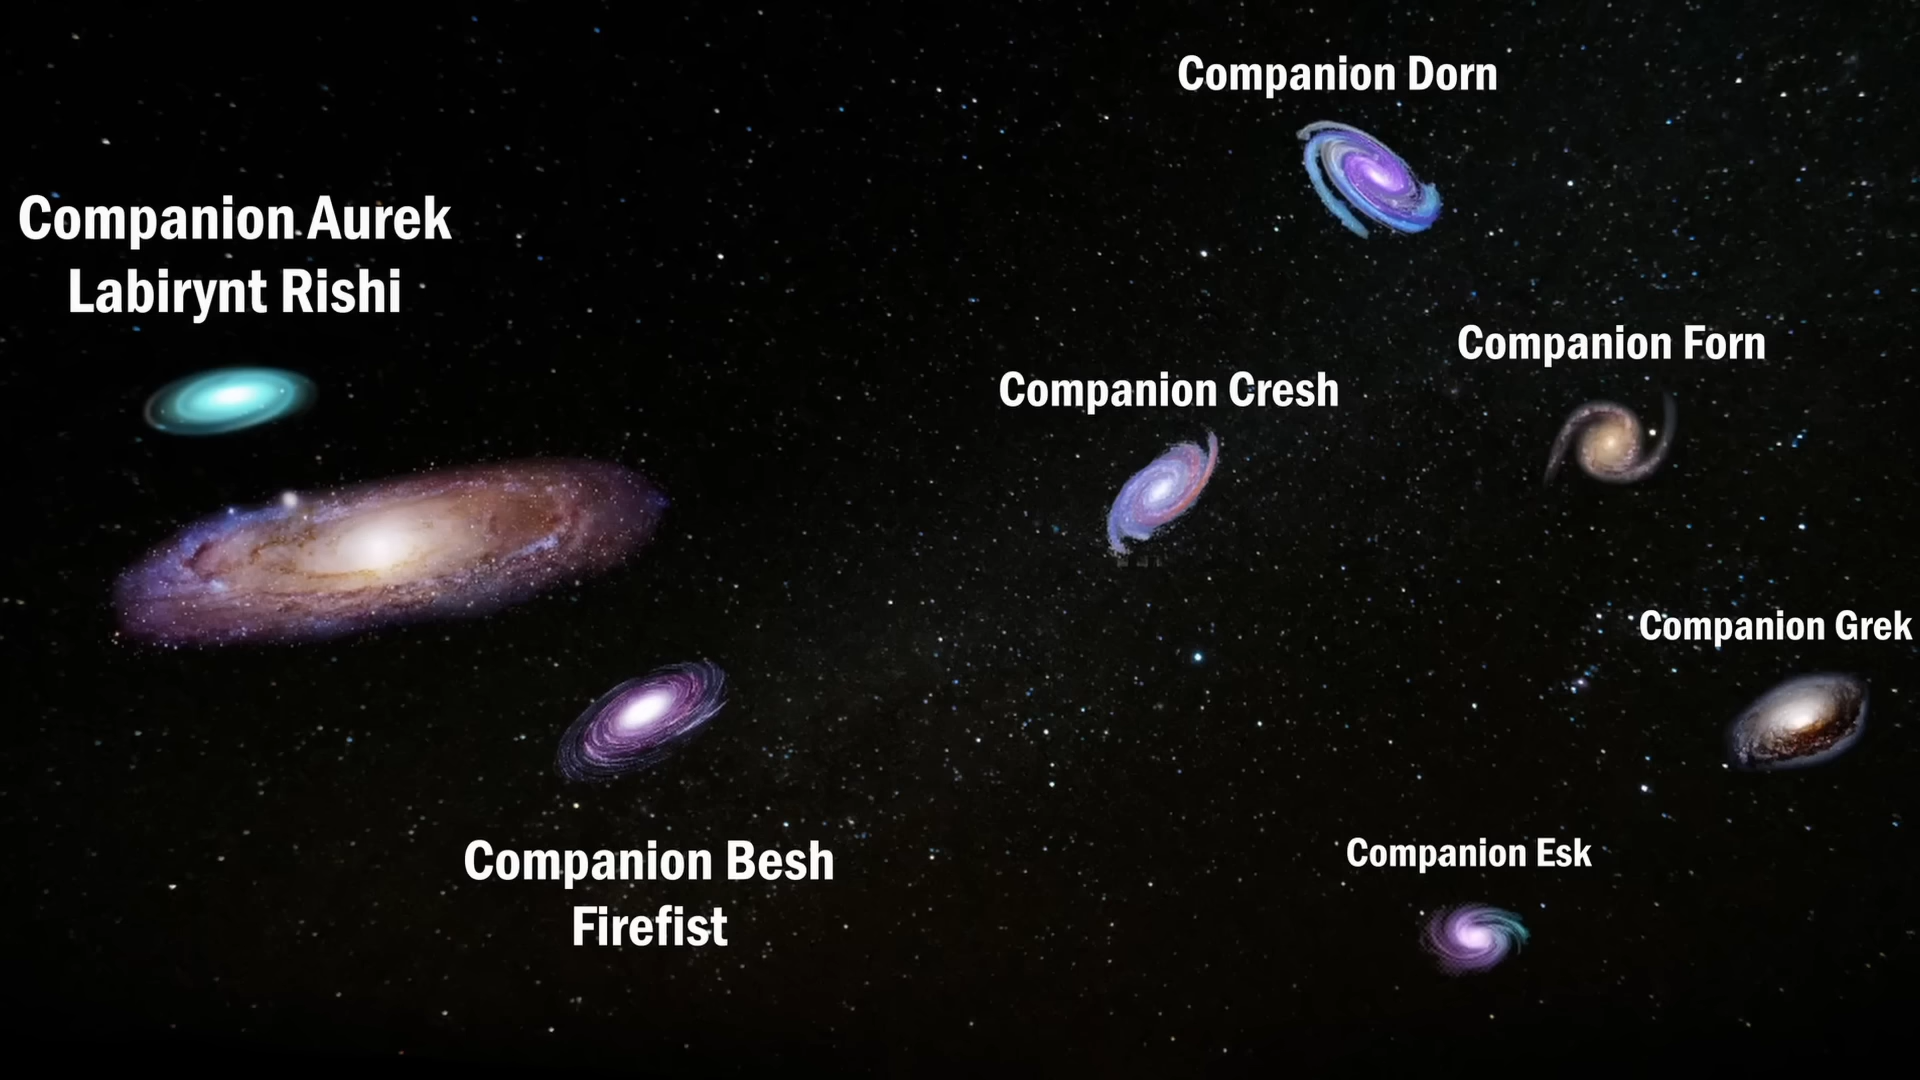 Companion Dorn
Companion Aurek
Labirynt Rishi
Companion Forn
Companion Cresh
Companion Grek
Companion Besh
Firefist
Companion Esk